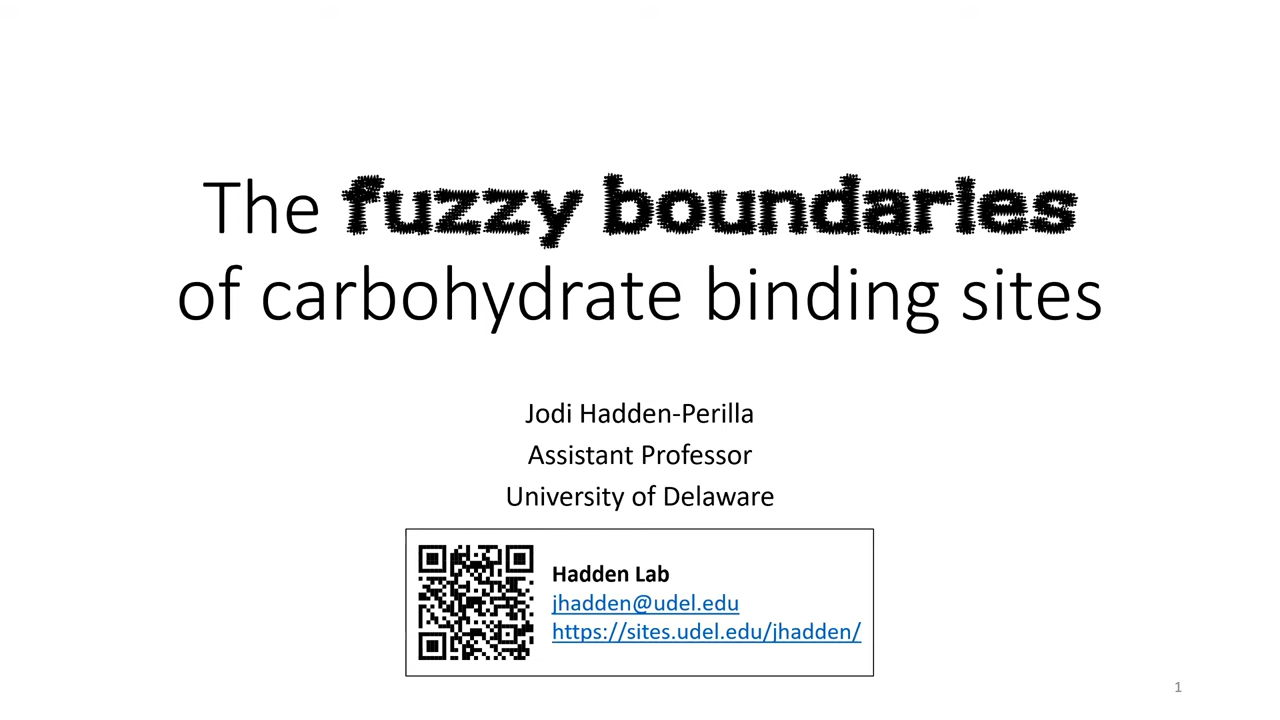 The fuzzy boundaries
of carbohydrate binding sites
Jodi Hadden-Perilla
Assistant Professor
University of Delaware
Hadden Lab
jhadden@udel.edu
https://sites.udel.edu/jhadden/
1